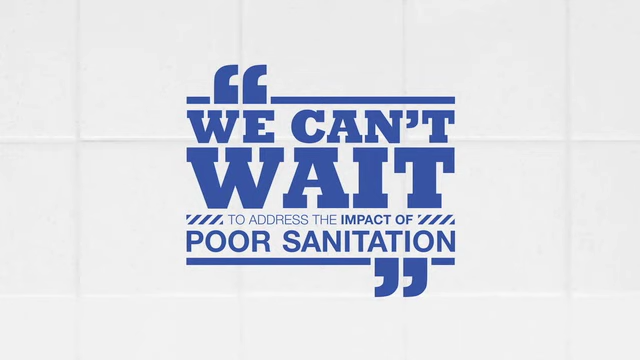 “
WE CAN’T
WAIT
TO ADDRESS THE IMPACT OF
POOR SANITATION
”